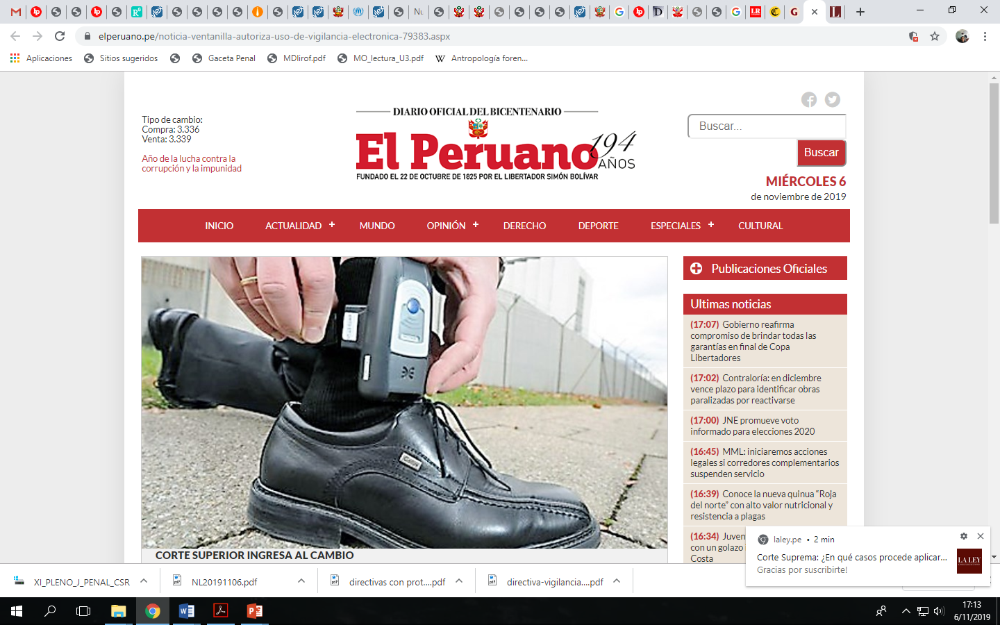 elperuano.pe/noticia-ventanilla-autoriza-uso-de-vigilancia-electronica-79383.aspx
Aplicaciones
Sitios sugeridos
Gaceta Penal
MDlirof.pdf
MO_lectura_U3.pdf
W Antropología foren...
Tipo de cambio:
Compra: 3.336
Venta: 3.339
Año de la lucha contra la
corrupción y la impunidad
DIARIO OFICIAL DEL BICENTENARIO
El Peruano
194
AÑOS
FUNDADO EL 22 DE OCTUBRE DE 1825 POR EL LIBERTADOR SIMÓN BOLÍVAR
Buscar...
Buscar
MIÉRCOLES 6
de noviembre de 2019
INICIO ACTUALIDAD + MUNDO OPINIÓN + DERECHO DEPORTE ESPECIALES + CULTURAL
CORTE SUPERIOR INGRESA AL CAMBIO
Publicaciones Oficiales
Ultimas noticias
(17:07) Gobierno reafirma
compromiso de brindar todas las
garantías en final de Copa
Libertadores
(17:02) Contraloría: en diciembre
vence plazo para identificar obras
paralizadas por reactivarse
(17:00) JNE promueve voto
informado para elecciones 2020
(16:45) MML: iniciaremos acciones
legales si corredores complementarios
suspenden servicio
(16:39) Conoce la nueva quinua “Roja
del norte” con alto valor nutricional y
resistencia a plagas
(16:34) Juven
con un golazo
Costa
laley.pe • 2 min
Corte Suprema: ¿En qué casos procede aplicar...
Gracias por suscribirte!
LA LEY
XI_PLENO_J_PENAL_CSR
NL20191106.pdf
directivas con prot....pdf
directiva-vigilancia....pdf
17:13
6/11/2019